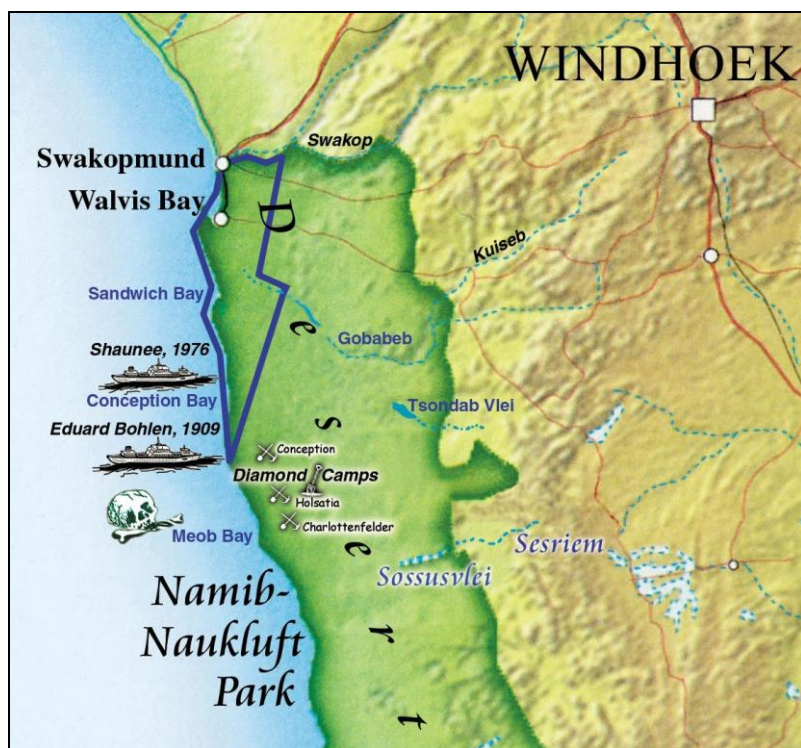 WINDHOEK
Swakop
Swakopmund
Walvis Bay
D
Kuiseb
Sandwich Bay
e
Gobabeb
Shaunee, 1976
Conception Bay
Tsondab Vlei
s
Eduard Bohlen, 1909
Conception
Diamond Camps
Holsatia
Charlottenfelder
Meob Bay
e
Sesriem
Sossusvlei
Namib-
Naukluft
Park
r
t